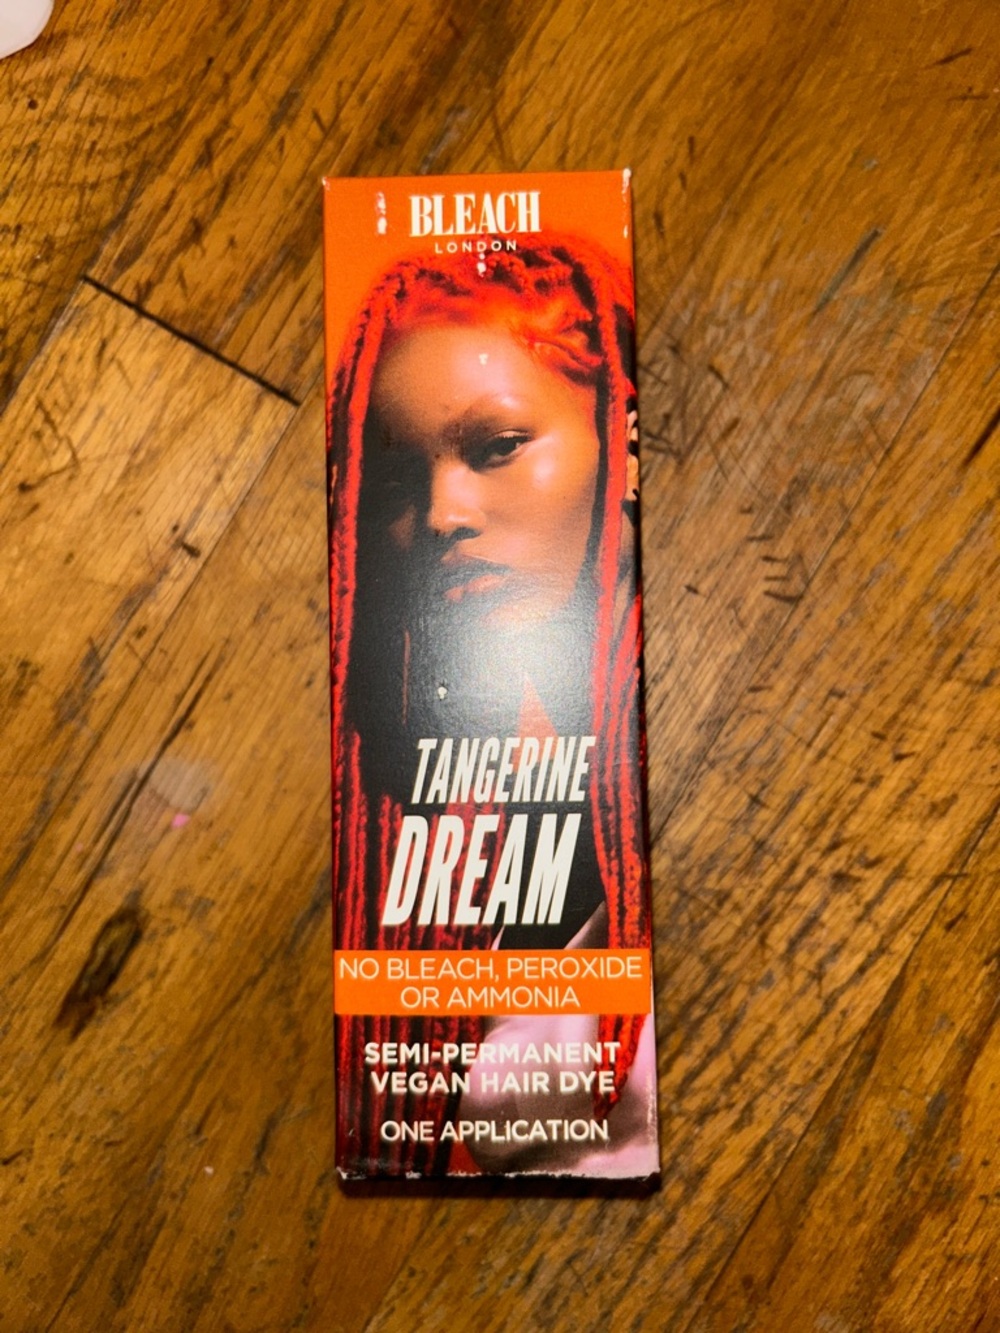 BLEACH
LONDON
TANGERINE
DREAM
NO BLEACH, PEROXIDE
OR AMMONIA
SEMI-PERMANENT
VEGAN HAIR DYE
ONE APPLICATION